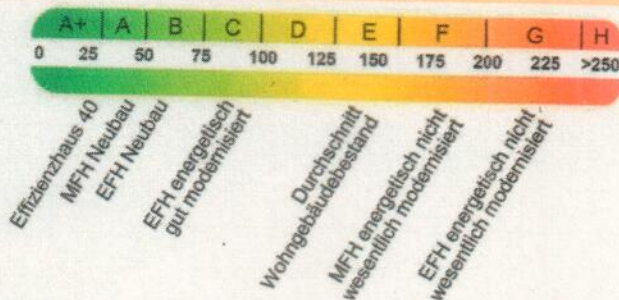 A+ A B C D E F G H
0 25 50 75 100 125 150 175 200 225 >250
Effizienzhaus 40
MFH Neubau
EFH Neubau
EFH energetisch
gut modernisiert
Durchschnitt
Wohngebäudebestand
MFH energetisch nicht
wesentlich modernisiert
EFH energetisch nicht
wesentlich modernisiert